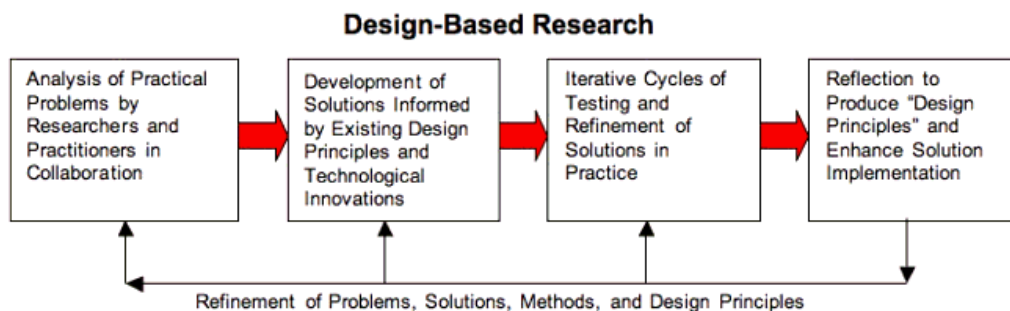 Design-Based Research
Analysis of Practical
Problems by
Researchers and
Practitioners in
Collaboration
Development of
Solutions Informed
by Existing Design
Principles and
Technological
Innovations
Iterative Cycles of
Testing and
Refinement of
Solutions in
Practice
Reflection to
Produce “Design
Principles” and
Enhance Solution
Implementation
Refinement of Problems, Solutions, Methods, and Design Principles